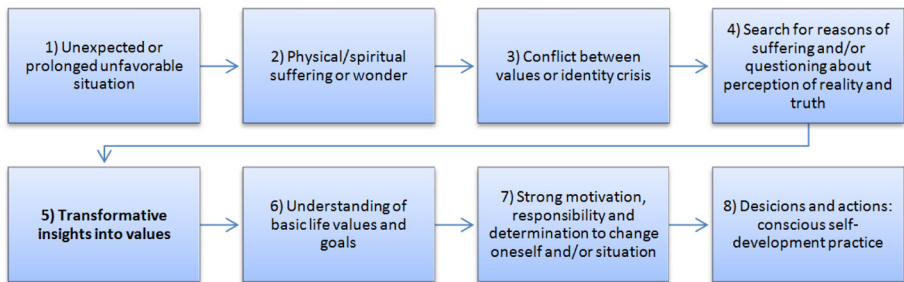 1) Unexpected or
prolonged unfavorable
situation
2) Physical/spiritual
suffering or wonder
3) Conflict between
values or identity crisis
4) Search for reasons of
suffering and/or
questioning about
perception of reality and
truth
5) Transformative
insights into values
6) Understanding of
basic life values and
goals
7) Strong motivation,
responsibility and
determination to change
oneself and/or situation
8) Desicions and actions:
conscious self-
development practice